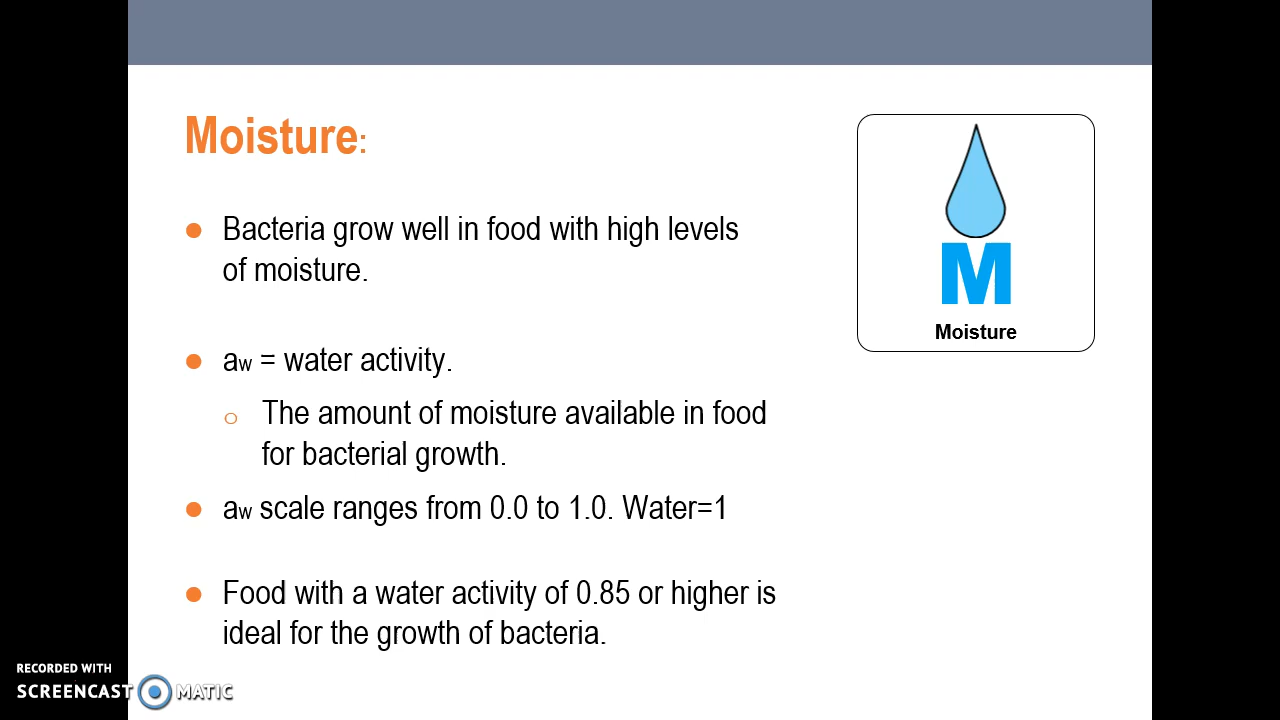 Moisture:
Bacteria grow well in food with high levels
of moisture.
aw = water activity.
The amount of moisture available in food
for bacterial growth.
aw scale ranges from 0.0 to 1.0. Water=1
Food with a water activity of 0.85 or higher is
ideal for the growth of bacteria.
M
Moisture
RECORDED WITH
SCREENCAST MATIC